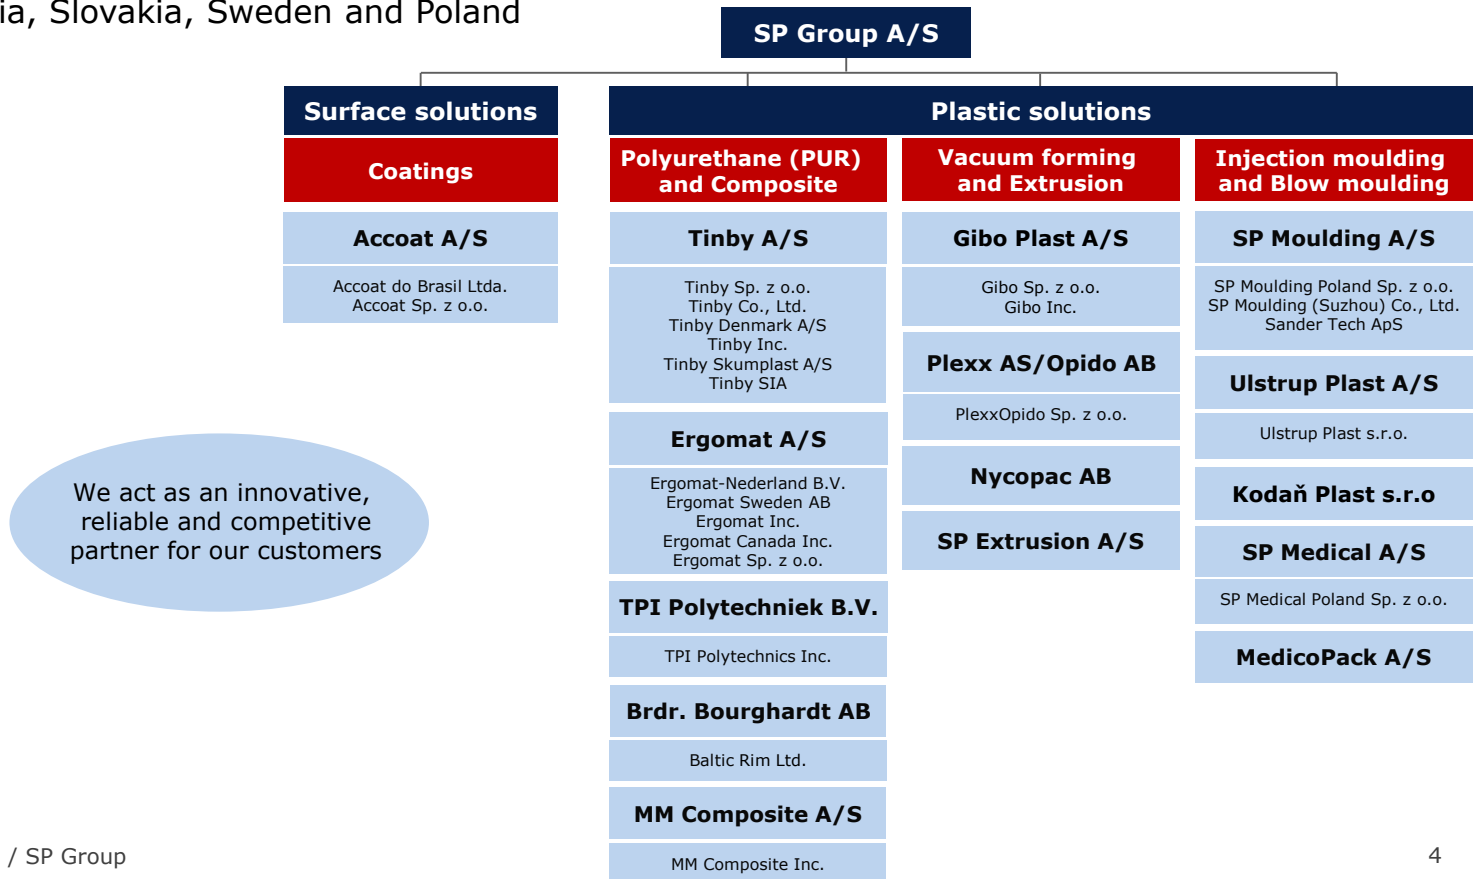 ia, Slovakia, Sweden and Poland
SP Group A/S
Surface solutions
Plastic solutions
Coatings
Polyurethane (PUR)
and Composite
Vacuum forming
and Extrusion
Injection moulding
and Blow moulding
Accoat A/S
Accoat do Brasil Ltda.
Accoat Sp. z o.o.
Tinby A/S
Tinby Sp. z o.o.
Tinby Co., Ltd.
Tinby Denmark A/S
Tinby Inc.
Tinby Skumplast A/S
Tinby SIA
Ergomat A/S
Ergomat-Nederland B.V.
Ergomat Sweden AB
Ergomat Inc.
Ergomat Canada Inc.
Ergomat Sp. z o.o.
TPI Polytechniek B.V.
TPI Polytechnics Inc.
Brdr. Bourghardt AB
Baltic Rim Ltd.
MM Composite A/S
MM Composite Inc.
Gibo Plast A/S
Gibo Sp. z o.o.
Gibo Inc.
Plexx AS/Opido AB
PlexxOpido Sp. z o.o.
Nycopac AB
SP Extrusion A/S
SP Moulding A/S
SP Moulding Poland Sp. z o.o.
SP Moulding (Suzhou) Co., Ltd.
Sander Tech ApS
Ulstrup Plast A/S
Ulstrup Plast s.r.o.
Kodaň Plast s.r.o
SP Medical A/S
SP Medical Poland Sp. z o.o.
MedicoPack A/S
We act as an innovative,
reliable and competitive
partner for our customers
/ SP Group
4